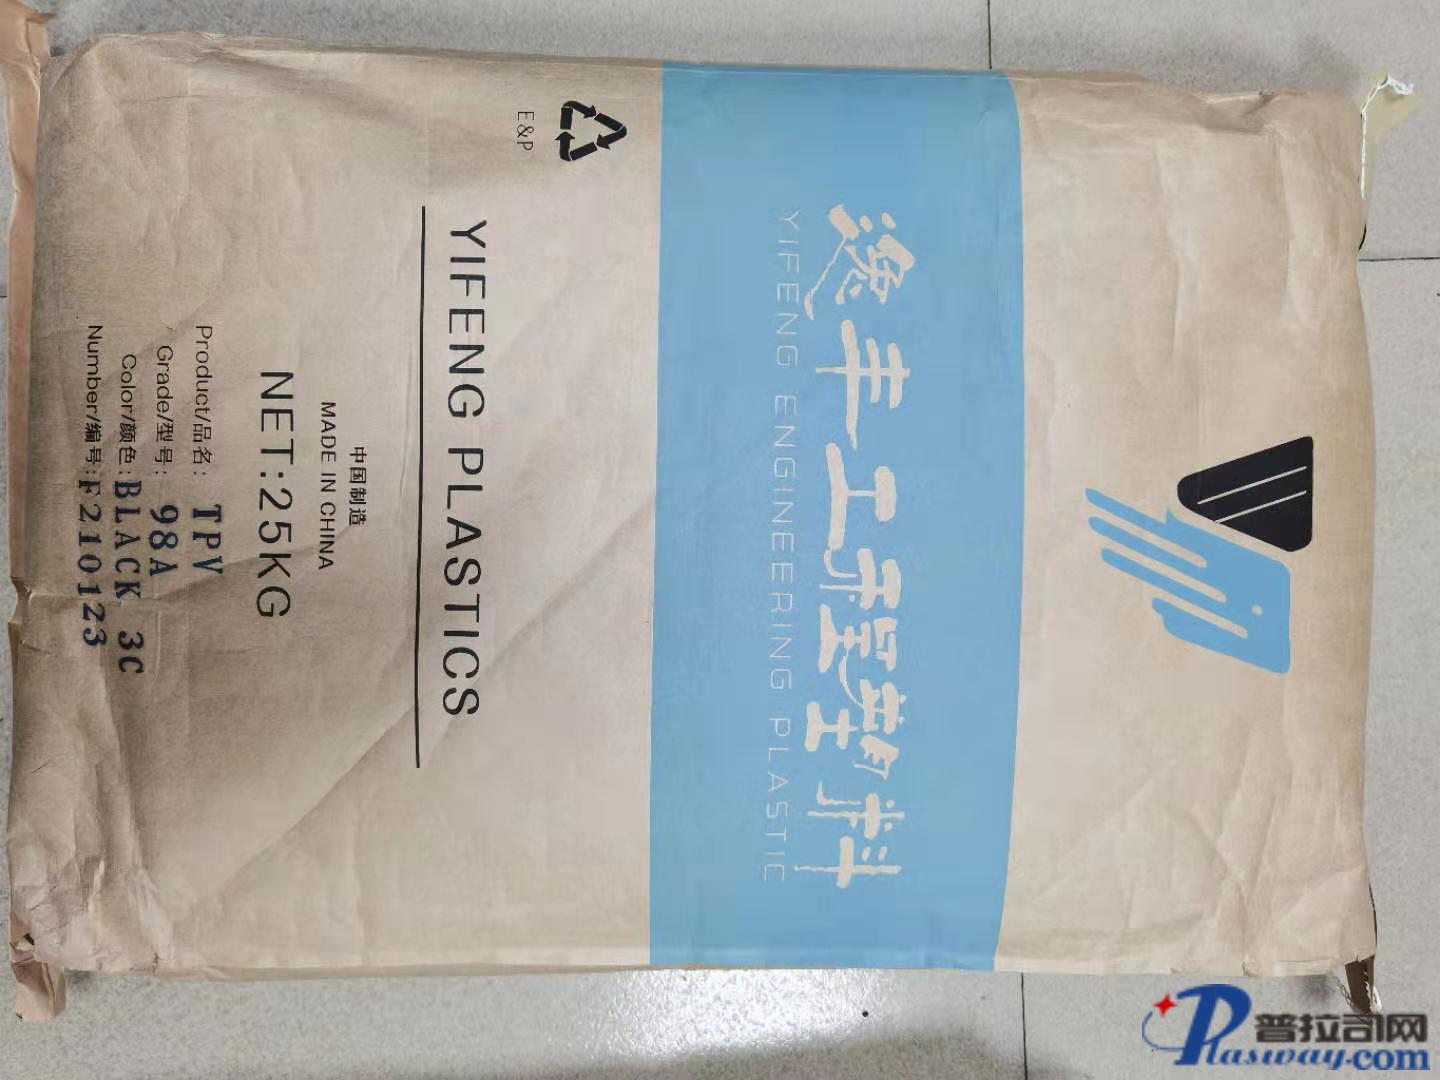 工程塑料
YIFENG ENGINEERING PLASTIC
E&P
YIFENG PLASTICS
中国制造
MADE IN CHINA
NET:25KG
Product/品名: TPV
Grade/型号: 98A
Color/颜色: BLACK 3C
Number/编号: F210123
普拉司网
Plasway.com